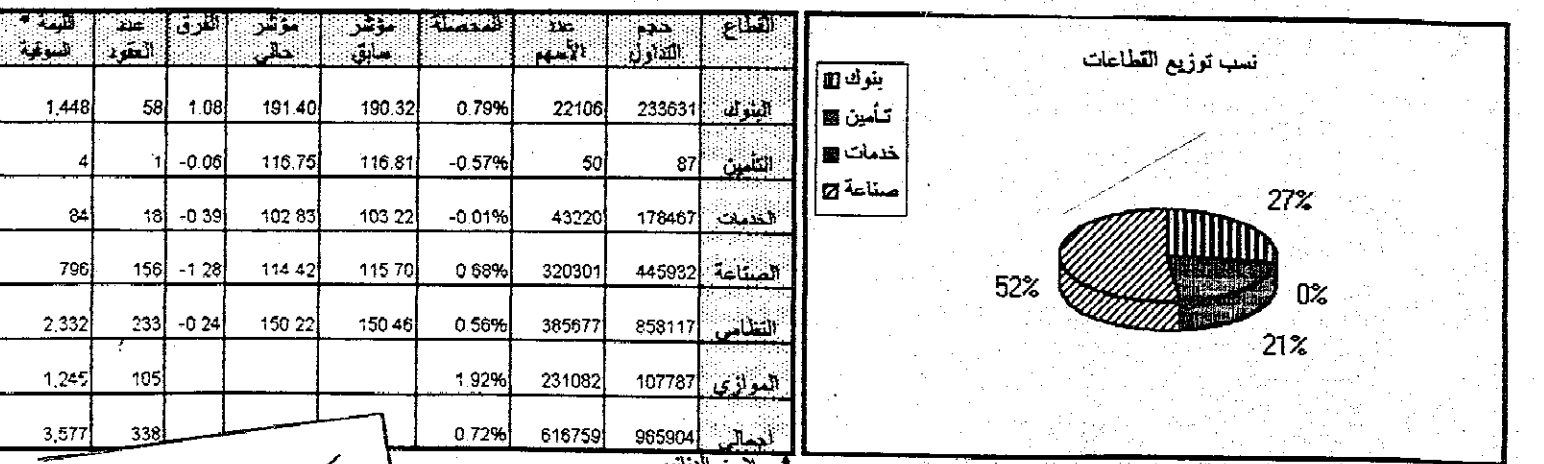 القطاع حجم التداول عدد الأسهم المحصلة مؤشر سابق مؤشر حالي الفرق عدد العقود القيمة * السوقية
البنوك 233631 22106 0.79% 190.32 191.40 1.08 58 1,448
التأمين 87 50 -0.57% 116.81 116.75 -0.06 1 4
الخدمات 178467 43220 -0.01% 103 22 102 83 -0 39 18 84
الصناعة 445932 320301 0 68% 115 70 114 42 -1 28 156 796
النظامي 858117 385677 0.56% 150 46 150 22 -0 24 233 2,332
الموازي 107787 231082 1.92% 105 1,245
اجمالي 965904 616759 0 72% 338 3,577
نسب توزيع القطاعات
بنوك
تأمين
خدمات
صناعة
27%
0%
21%
52%